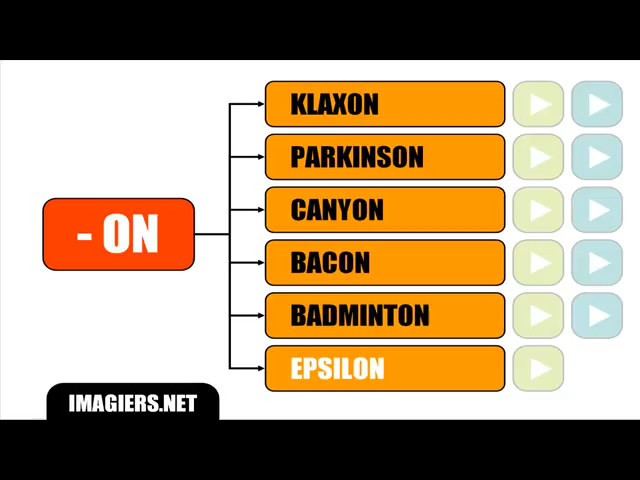 KLAXON
PARKINSON
CANYON
- ON
BACON
BADMINTON
EPSILON
IMAGIERS.NET